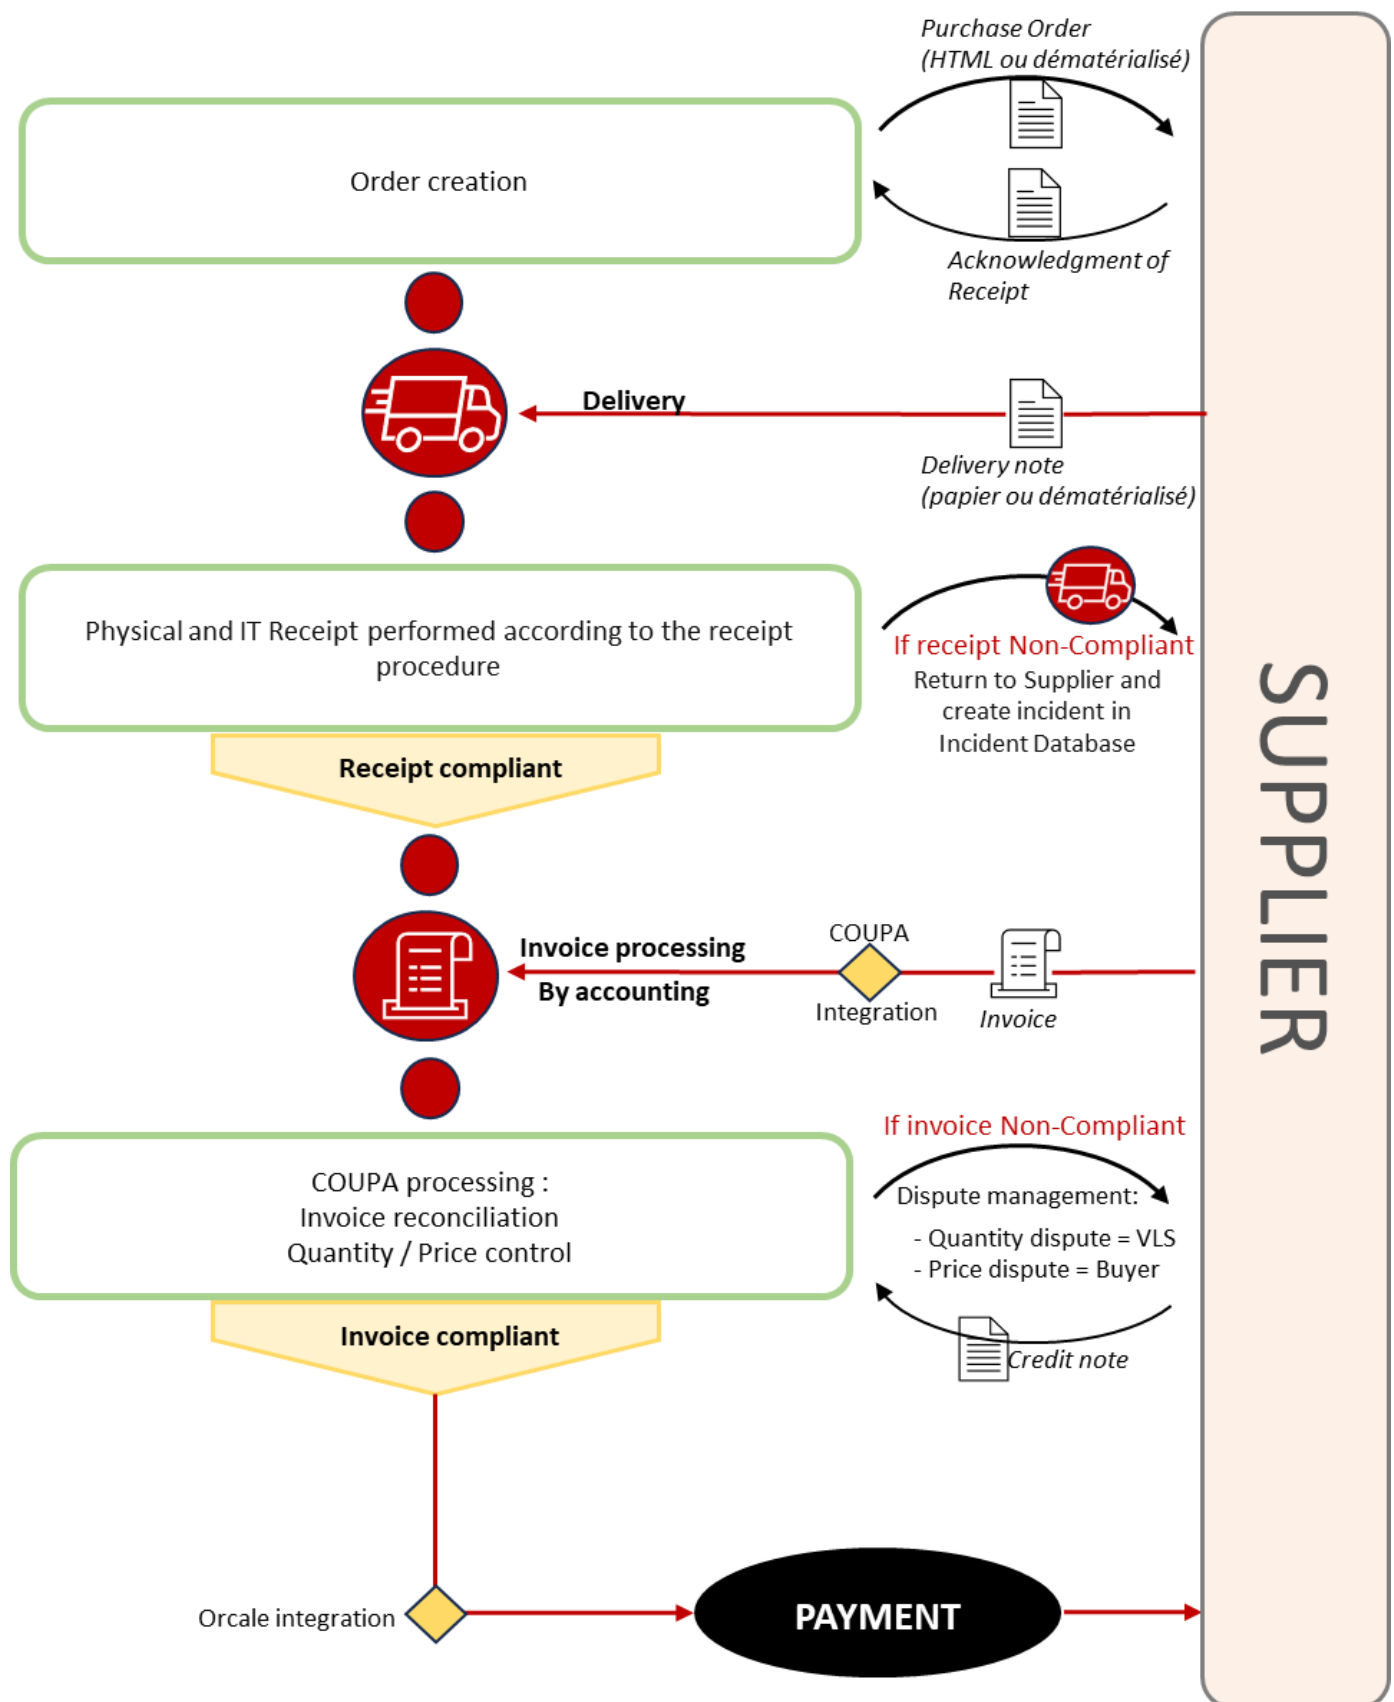 Purchase Order
(HTML ou dématérialisé)
Order creation
Acknowledgment of
Receipt
Delivery
Delivery note
(papier ou dématérialisé)
Physical and IT Receipt performed according to the receipt
procedure
If receipt Non-Compliant
Return to Supplier and
create incident in
Incident Database
Receipt compliant
SUPPLIER
COUPA
Invoice processing
By accounting
Integration
Invoice
If invoice Non-Compliant
COUPA processing :
Invoice reconciliation
Quantity / Price control
Dispute management:
- Quantity dispute = VLS
- Price dispute = Buyer
Invoice compliant
Credit note
Orcale integration
PAYMENT